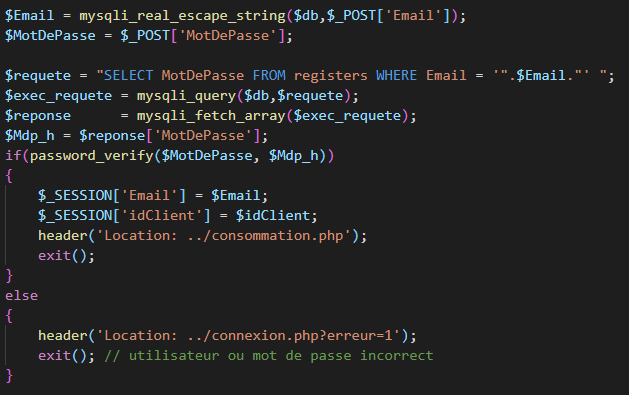 $Email = mysqli_real_escape_string($db,$_POST['Email']);
$MotDePasse = $_POST['MotDePasse'];

$requete = "SELECT MotDePasse FROM registers WHERE Email = '".$Email."' ";
$exec_requete = mysqli_query($db,$requete);
$reponse      = mysqli_fetch_array($exec_requete);
$Mdp_h = $reponse['MotDePasse'];
if(password_verify($MotDePasse, $Mdp_h))
{
    $_SESSION['Email'] = $Email;
    $_SESSION['idClient'] = $idClient;
    header('Location: ../consommation.php');
    exit();
}
else
{
    header('Location: ../connexion.php?erreur=1');
    exit(); // utilisateur ou mot de passe incorrect
}